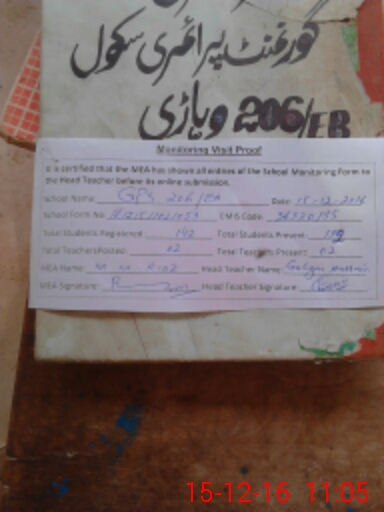 گورنمنٹ پرائمری سکول
206/EB وہاڑی
Monitoring Visit Proof
It is certified that the MEA has shown all entries of the School Monitoring Form to
the Head Teacher before its online submission.
School Name: GPS 206/EB Date: 15-12-2016
School Form No: EMIS Code:
Total Students Registered: 142 Total Students Present:
Total Teachers Posted: 02 Total Teachers Present: 02
MEA Name: M. M. Head Teacher Name:
MEA Signature: Head Teacher Signature:
15-12-16 11:05